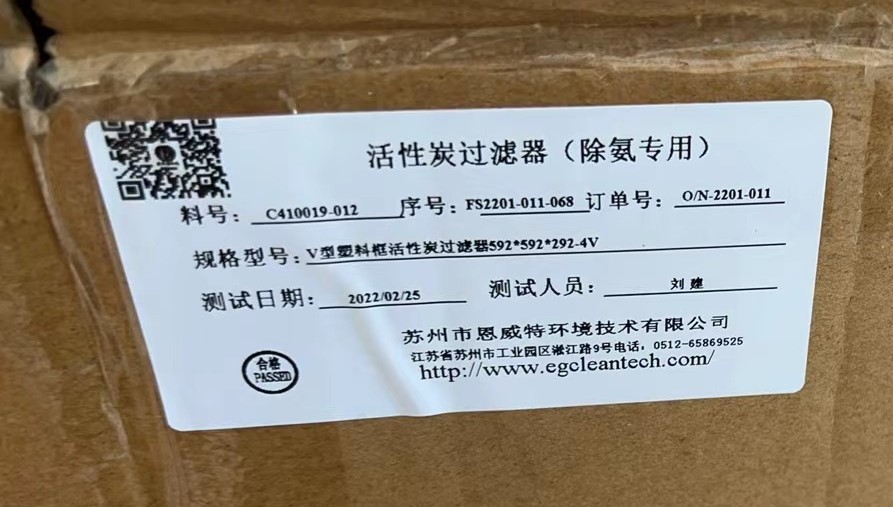 活性炭过滤器（除氨专用）
料号：C410019-012 序号：FS2201-011-068 订单号：O/N-2201-011
规格型号：V型塑料框活性炭过滤器592*592*292-4V
测试日期：2022/02/25 测试人员：刘建
苏州市恩威特环境技术有限公司
江苏省苏州市工业园区淞江路9号电话：0512-65869525
http://www.egcleantech.com/
合格
PASSED